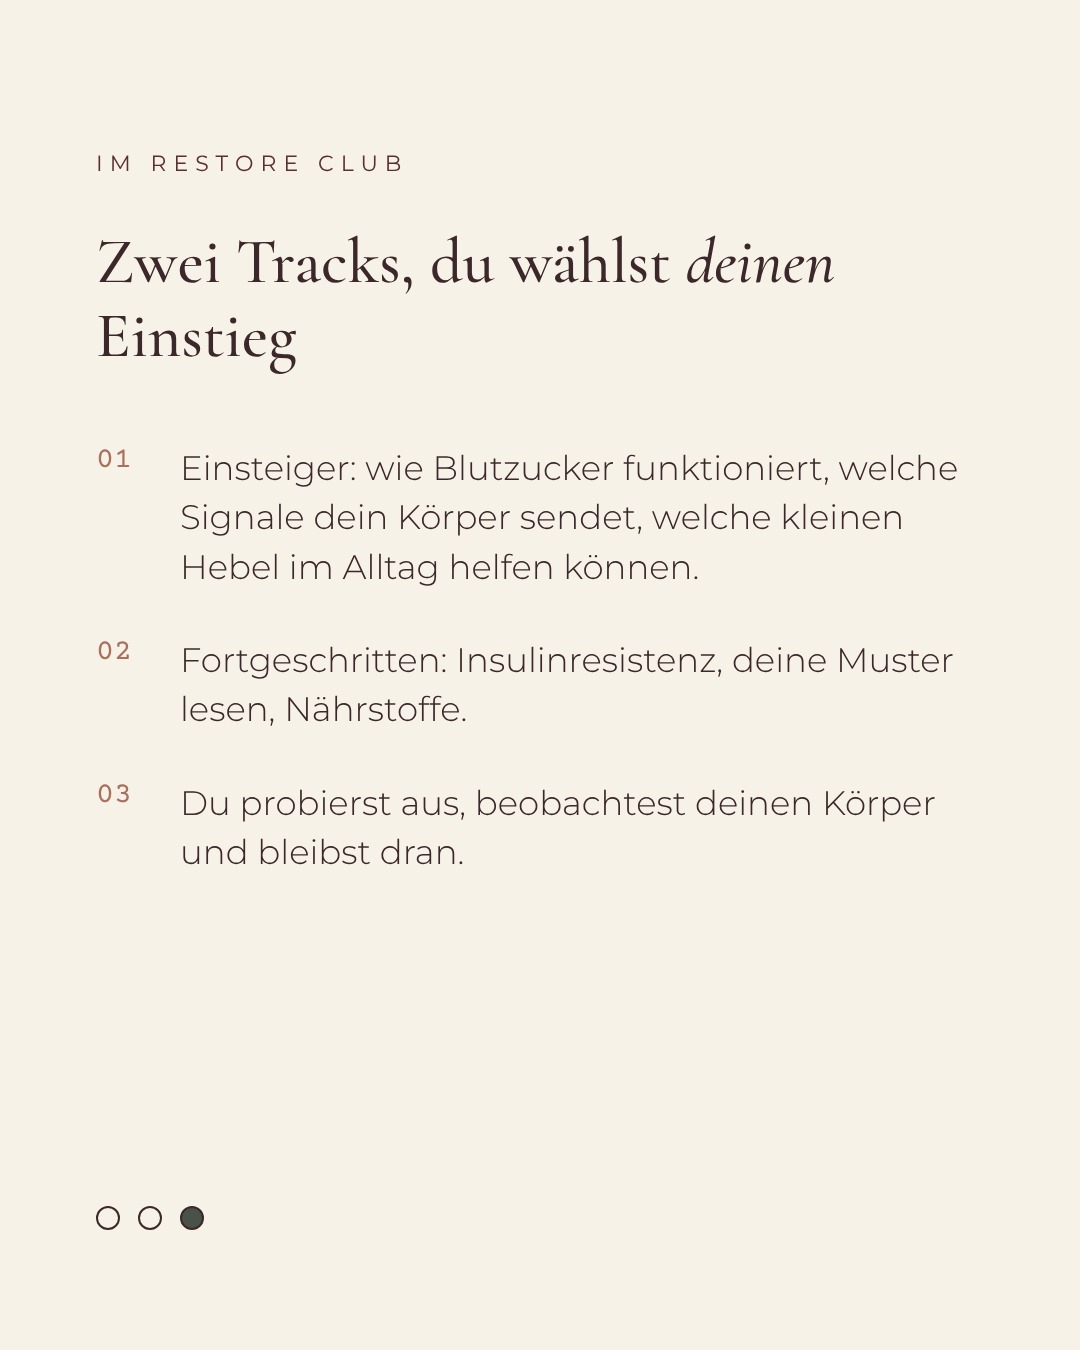 IM RESTORE CLUB
Zwei Tracks, du wählst deinen
Einstieg
01 Einsteiger: wie Blutzucker funktioniert, welche
Signale dein Körper sendet, welche kleinen
Hebel im Alltag helfen können.
02 Fortgeschritten: Insulinresistenz, deine Muster
lesen, Nährstoffe.
03 Du probierst aus, beobachtest deinen Körper
und bleibst dran.